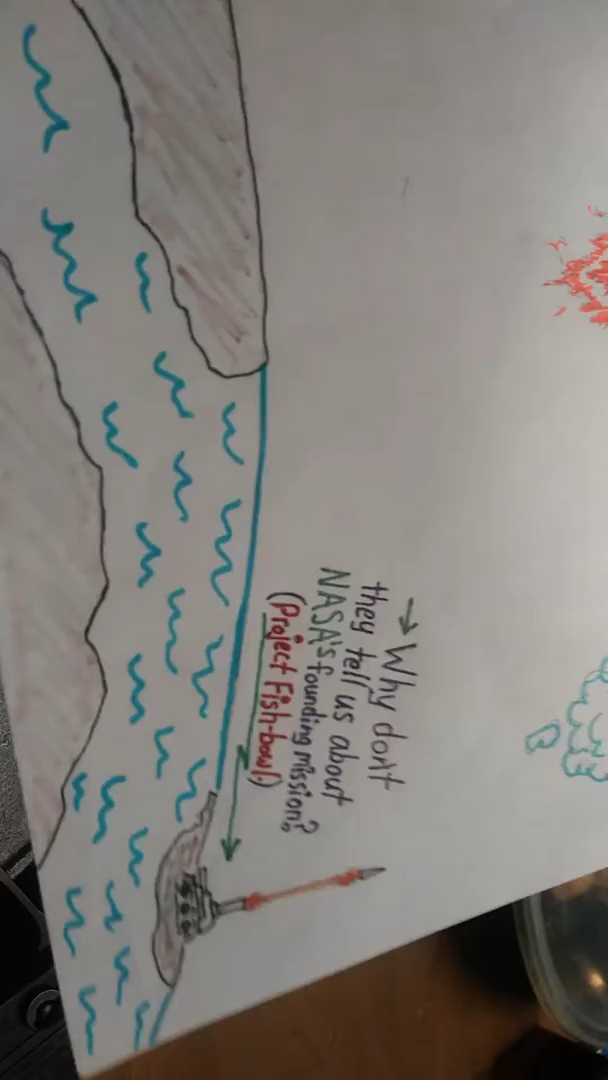 → Why don't
they tell us about
NASA's founding mission?
(Project Fish-bowl.)